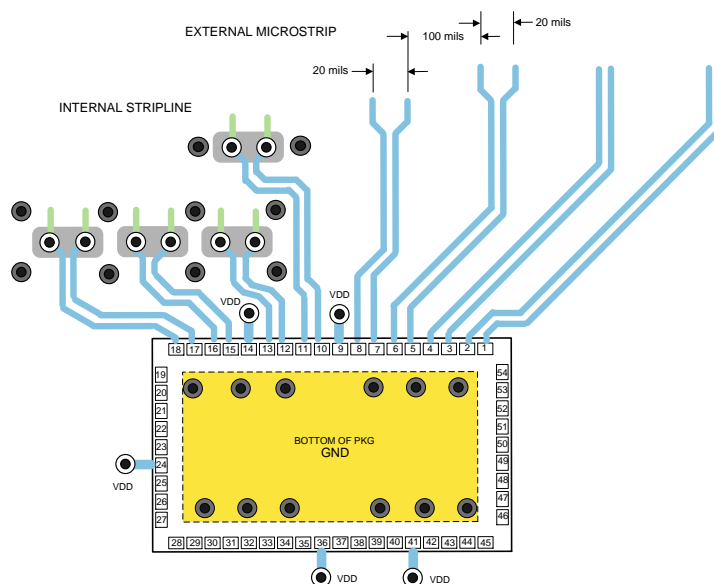 EXTERNAL MICROSTRIP
20 mils
100 mils
20 mils
INTERNAL STRIPLINE
VDD
VDD
18 17 16 15 14 13 12 11 10 9 8 7 6 5 4 3 2 1
19
20
21
22
23
24
25
26
27
54
53
52
51
50
49
48
47
46
BOTTOM OF PKG
GND
VDD
28 29 30 31 32 33 34 35 36 37 38 39 40 41 42 43 44 45
VDD
VDD